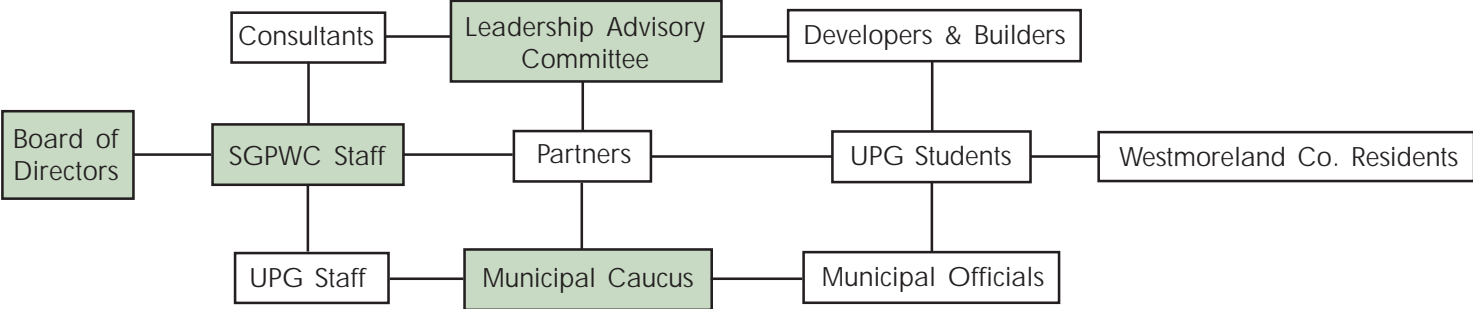 Consultants
Leadership Advisory
Committee
Developers & Builders
Board of
Directors
SGPWC Staff
Partners
UPG Students
Westmoreland Co. Residents
UPG Staff
Municipal Caucus
Municipal Officials